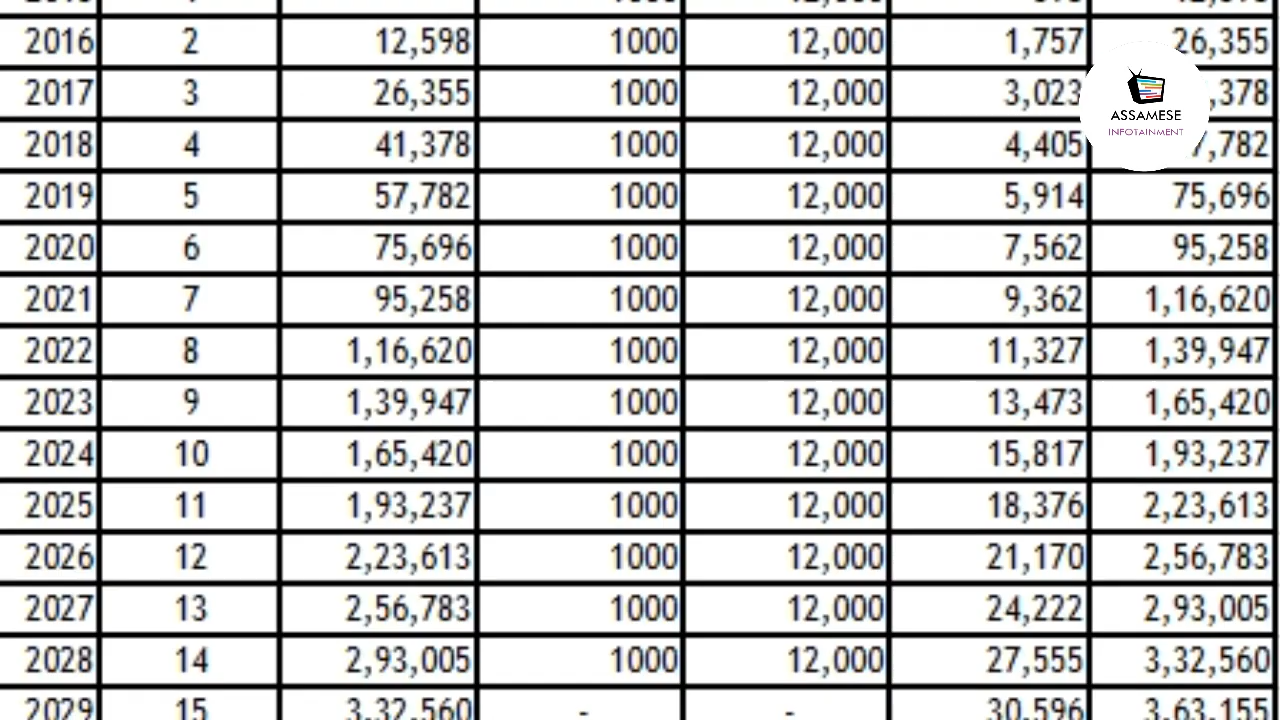 2016 2 12,598 1000 12,000 1,757 26,355
2017 3 26,355 1000 12,000 3,023 ,378
2018 4 41,378 1000 12,000 4,405 7,782
2019 5 57,782 1000 12,000 5,914 75,696
2020 6 75,696 1000 12,000 7,562 95,258
2021 7 95,258 1000 12,000 9,362 1,16,620
2022 8 1,16,620 1000 12,000 11,327 1,39,947
2023 9 1,39,947 1000 12,000 13,473 1,65,420
2024 10 1,65,420 1000 12,000 15,817 1,93,237
2025 11 1,93,237 1000 12,000 18,376 2,23,613
2026 12 2,23,613 1000 12,000 21,170 2,56,783
2027 13 2,56,783 1000 12,000 24,222 2,93,005
2028 14 2,93,005 1000 12,000 27,555 3,32,560
2029 15 3,32,560 - - 30,596 3,63,155
ASSAMESE
INFOTAINMENT